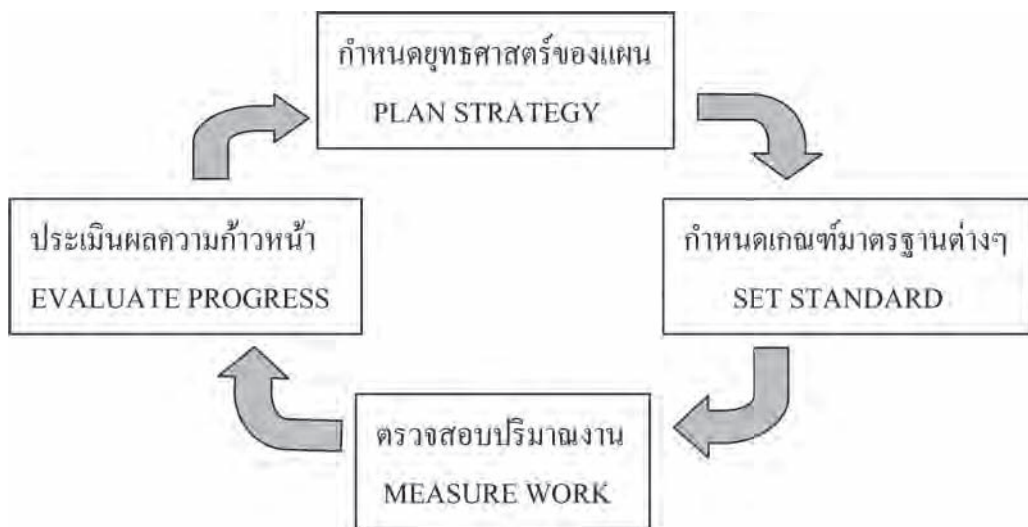 กำหนดยุทธศาสตร์ของแผน
PLAN STRATEGY
กำหนดเกณฑ์มาตรฐานต่างๆ
SET STANDARD
ตรวจสอบปริมาณงาน
MEASURE WORK
ประเมินผลความก้าวหน้า
EVALUATE PROGRESS